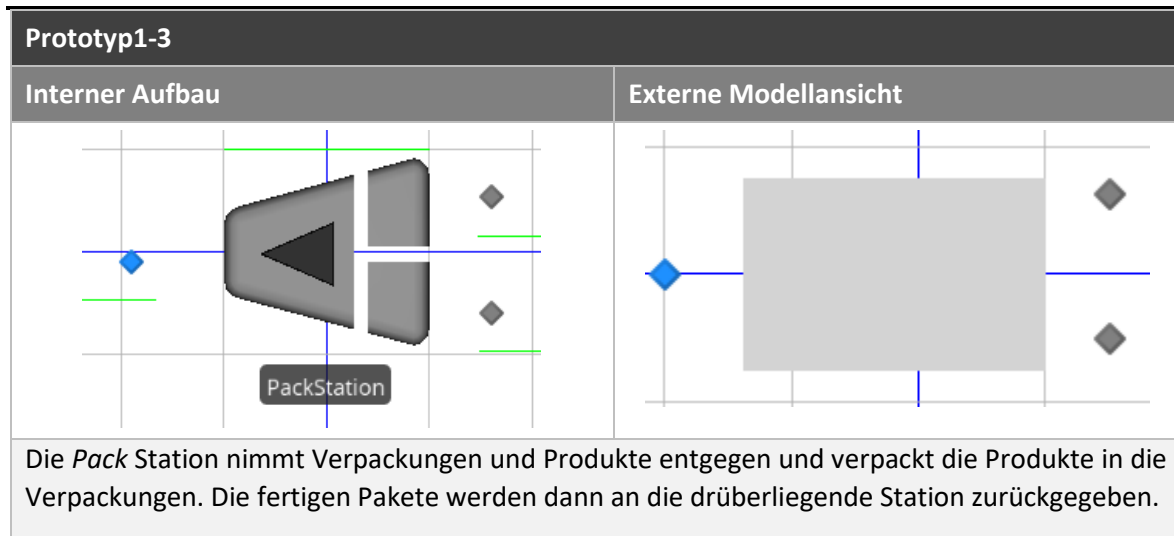 Prototyp1-3
Interner Aufbau
Externe Modellansicht
PackStation
Die Pack Station nimmt Verpackungen und Produkte entgegen und verpackt die Produkte in die
Verpackungen. Die fertigen Pakete werden dann an die drüberliegende Station zurückgegeben.